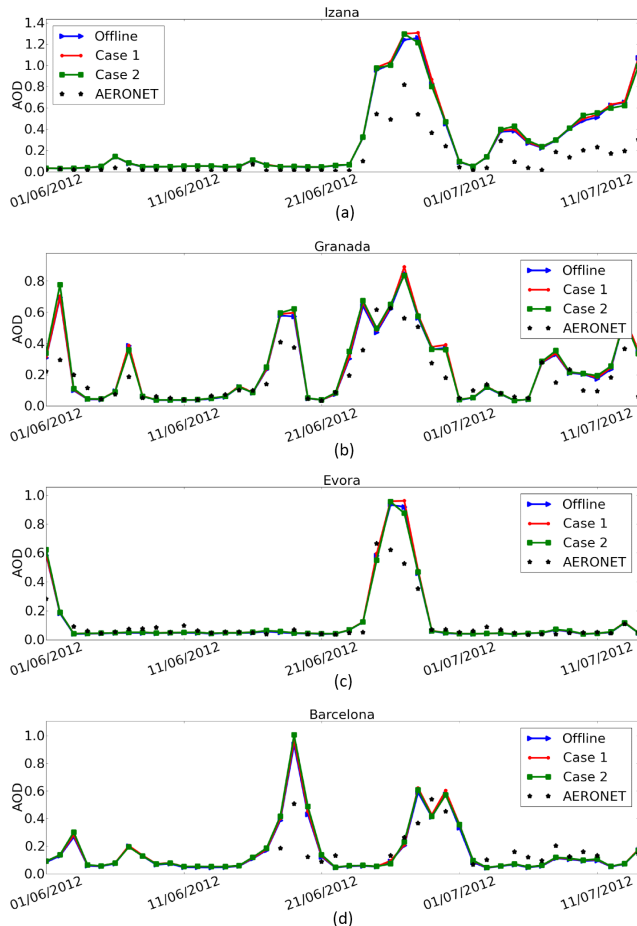 Izana
AOD
1.4
1.2
1.0
0.8
0.6
0.4
0.2
0
Offline
Case 1
Case 2
AERONET
01/06/2012
11/06/2012
21/06/2012
01/07/2012
11/07/2012
(a)
Granada
AOD
0.8
0.6
0.4
0.2
0.0
Offline
Case 1
Case 2
AERONET
01/06/2012
11/06/2012
21/06/2012
01/07/2012
11/07/2012
(b)
Evora
AOD
1.0
0.8
0.6
0.4
0.2
0.0
Offline
Case 1
Case 2
AERONET
01/06/2012
11/06/2012
21/06/2012
01/07/2012
11/07/2012
(c)
Barcelona
AOD
1.0
0.8
0.6
0.4
0.2
0.0
Offline
Case 1
Case 2
AERONET
01/06/2012
11/06/2012
21/06/2012
01/07/2012
11/07/2012
(d)